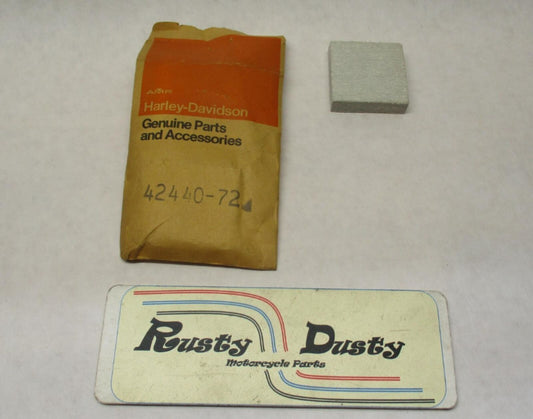 AMF
Harley-Davidson
Genuine Parts
and Accessories
42440-72
Rusty Dusty
Motorcycle Parts